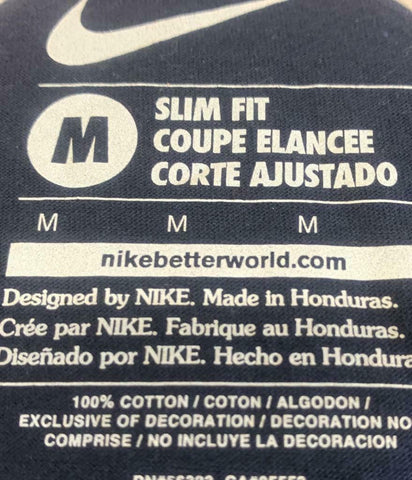 M
SLIM FIT
COUPE ELANCEE
CORTE AJUSTADO
M M M
nikebetterworld.com
Designed by NIKE. Made in Honduras.
Crée par NIKE. Fabrique au Honduras.
Diseñado por NIKE. Hecho en Hondura
100% COTTON / COTON / ALGODON /
EXCLUSIVE OF DECORATION / DECORATION NO
COMPRISE / NO INCLUYE LA DECORACION